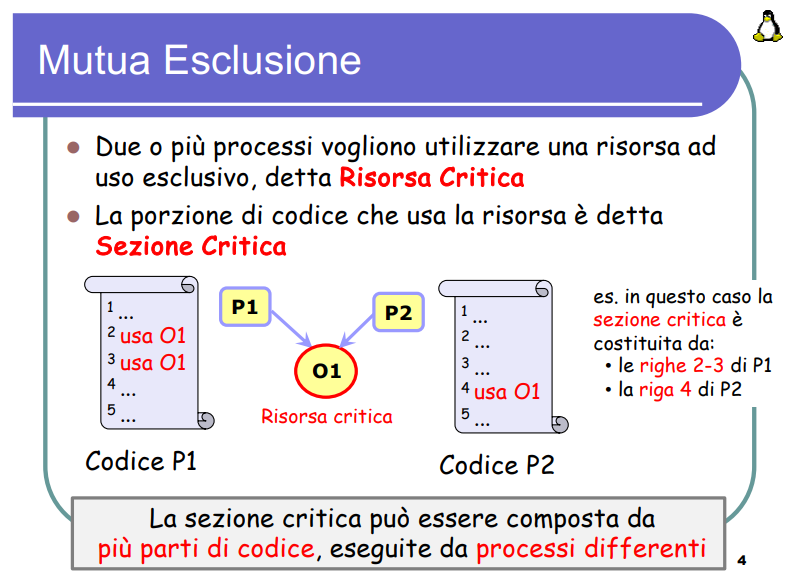 Mutua Esclusione
Due o più processi vogliono utilizzare una risorsa ad
uso esclusivo, detta Risorsa Critica
La porzione di codice che usa la risorsa è detta
Sezione Critica
1 ...
2 usa O1
3 usa O1
4 ...
5 ...
Codice P1
P1
P2
O1
Risorsa critica
1 ...
2 ...
3 ...
4 usa O1
5 ...
Codice P2
es. in questo caso la
sezione critica è
costituita da:
• le righe 2-3 di P1
• la riga 4 di P2
La sezione critica può essere composta da
più parti di codice, eseguite da processi differenti
4